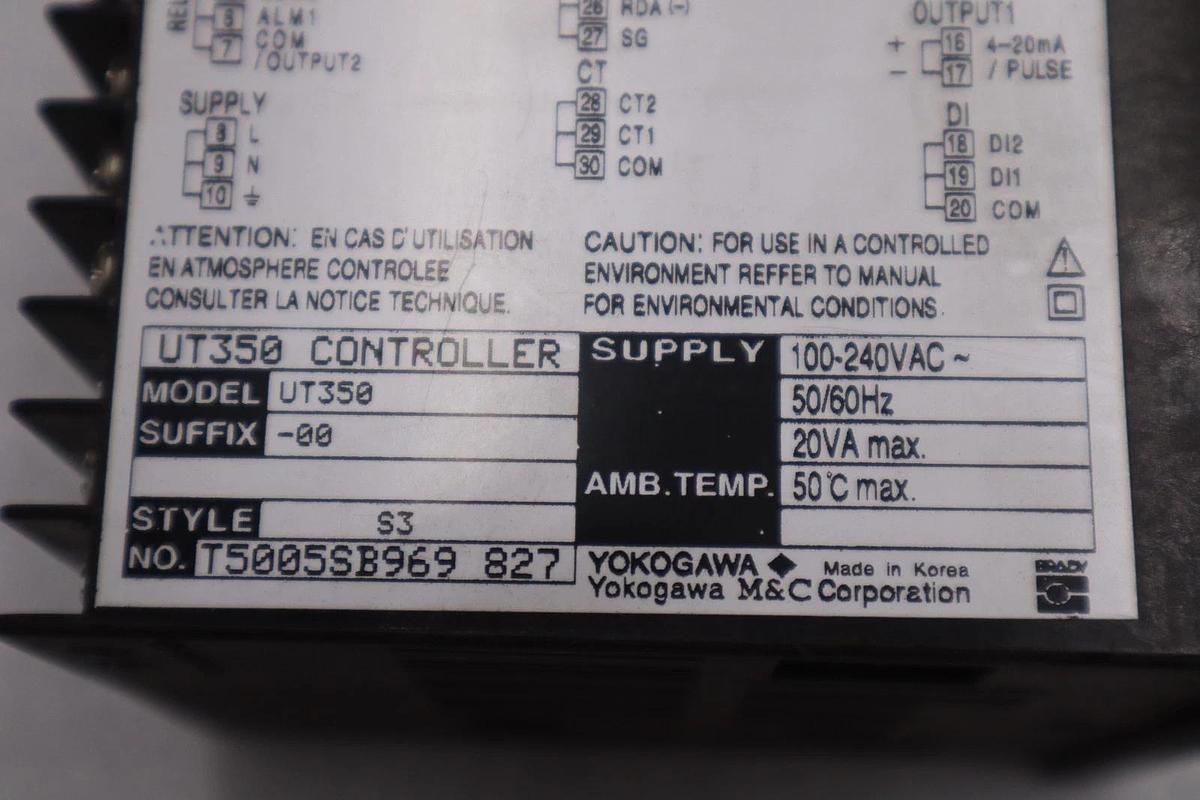 6 ALM1
7 COM
/OUTPUT2
SUPPLY
8 L
9 N
10
26 RDA (-)
27 SG
CT
28 CT2
29 CT1
30 COM
OUTPUT1
+ 16 4-20mA
- 17 / PULSE
DI
18 DI2
19 DI1
20 COM
ATTENTION: EN CAS D'UTILISATION
EN ATMOSPHERE CONTROLEE
CONSULTER LA NOTICE TECHNIQUE.
CAUTION: FOR USE IN A CONTROLLED
ENVIRONMENT REFFER TO MANUAL
FOR ENVIRONMENTAL CONDITIONS.
UT350 CONTROLLER
MODEL UT350
SUFFIX -00
STYLE S3
NO. T5005SB969 827
SUPPLY 100-240VAC ~
50/60Hz
20VA max.
AMB.TEMP. 50°C max.
YOKOGAWA ◆ Made in Korea
Yokogawa M&C Corporation
BRADY